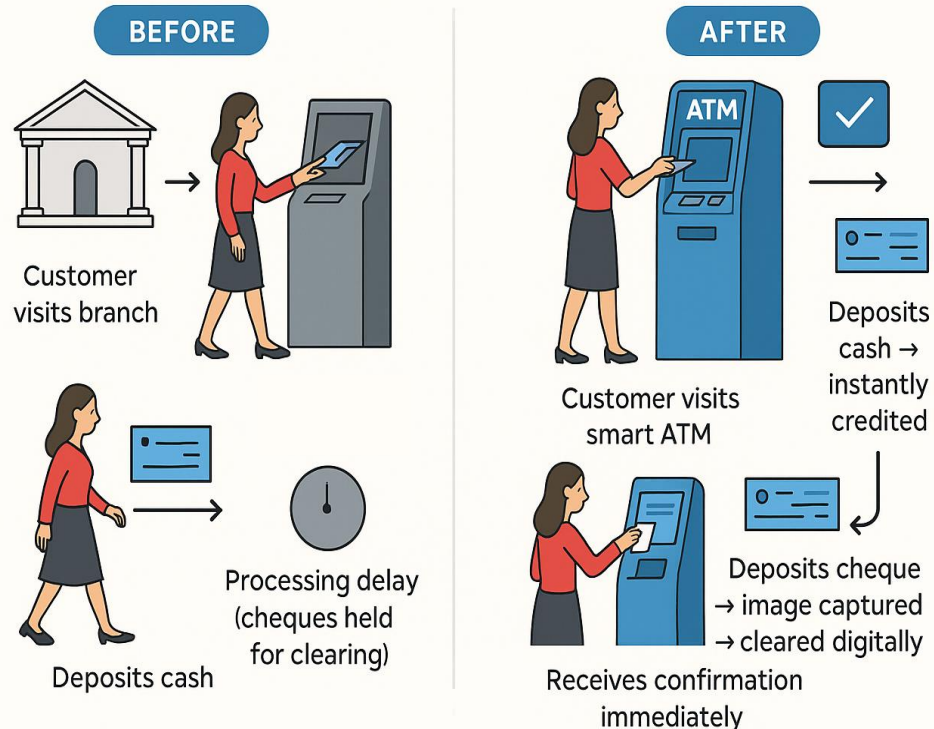 BEFORE
Customer
visits branch
Deposits cash
Processing delay
(cheques held
for clearing)
AFTER
ATM
Customer visits
smart ATM
Deposits
cash →
instantly
credited
Deposits cheque
→ image captured
→ cleared digitally
Receives confirmation
immediately